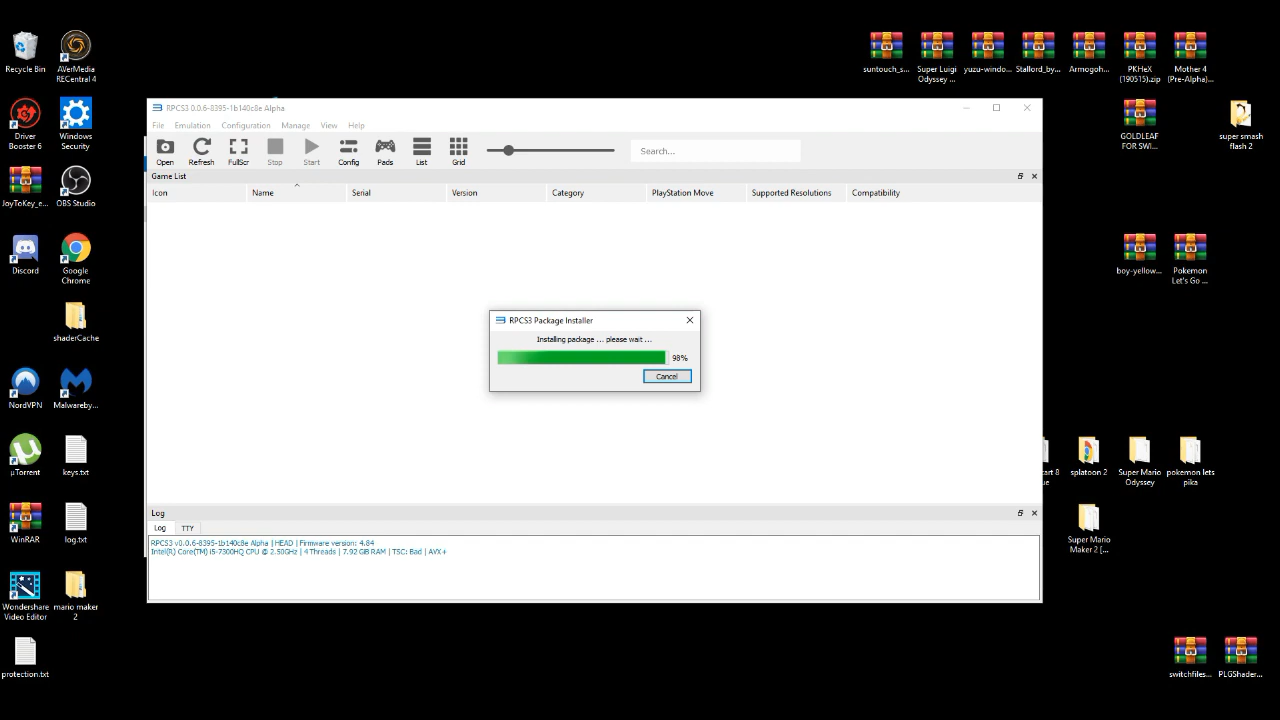 Recycle Bin
AVerMedia
RECentral 4
suntouch_s...
Super Luigi
Odyssey ...
yuzu-windo...
Stallord_by...
Armogoh...
PKHeX
(190515).zip
Mother 4
(Pre-Alpha)...
Driver
Booster 6
Windows
Security
GOLDLEAF
FOR SWI...
super smash
flash 2
JoyToKey_e...
OBS Studio
Discord
Google
Chrome
boy-yellow...
Pokemon
Let's Go ...
shaderCache
NordVPN
Malwareby...
µTorrent
keys.txt
splatoon 2
Super Mario
Odyssey
pokemon lets
pika
WinRAR
log.txt
Super Mario
Maker 2 [...
Wondershare
Video Editor
mario maker
2
protection.txt
switchfiles...
PLGShader...
RPCS3 0.0.6-8395-1b140c8e Alpha
File Emulation Configuration Manage View Help
Open Refresh FullScr Stop Start Config Pads List Grid
Search...
Game List
Icon Name Serial Version Category PlayStation Move Supported Resolutions Compatibility
RPCS3 Package Installer
Installing package ... please wait ...
98%
Cancel
Log
Log TTY
RPCS3 v0.0.6-8395-1b140c8e Alpha | HEAD | Firmware version: 4.84
Intel(R) Core(TM) i5-7300HQ CPU @ 2.50GHz | 4 Threads | 7.92 GiB RAM | TSC: Bad | AVX+